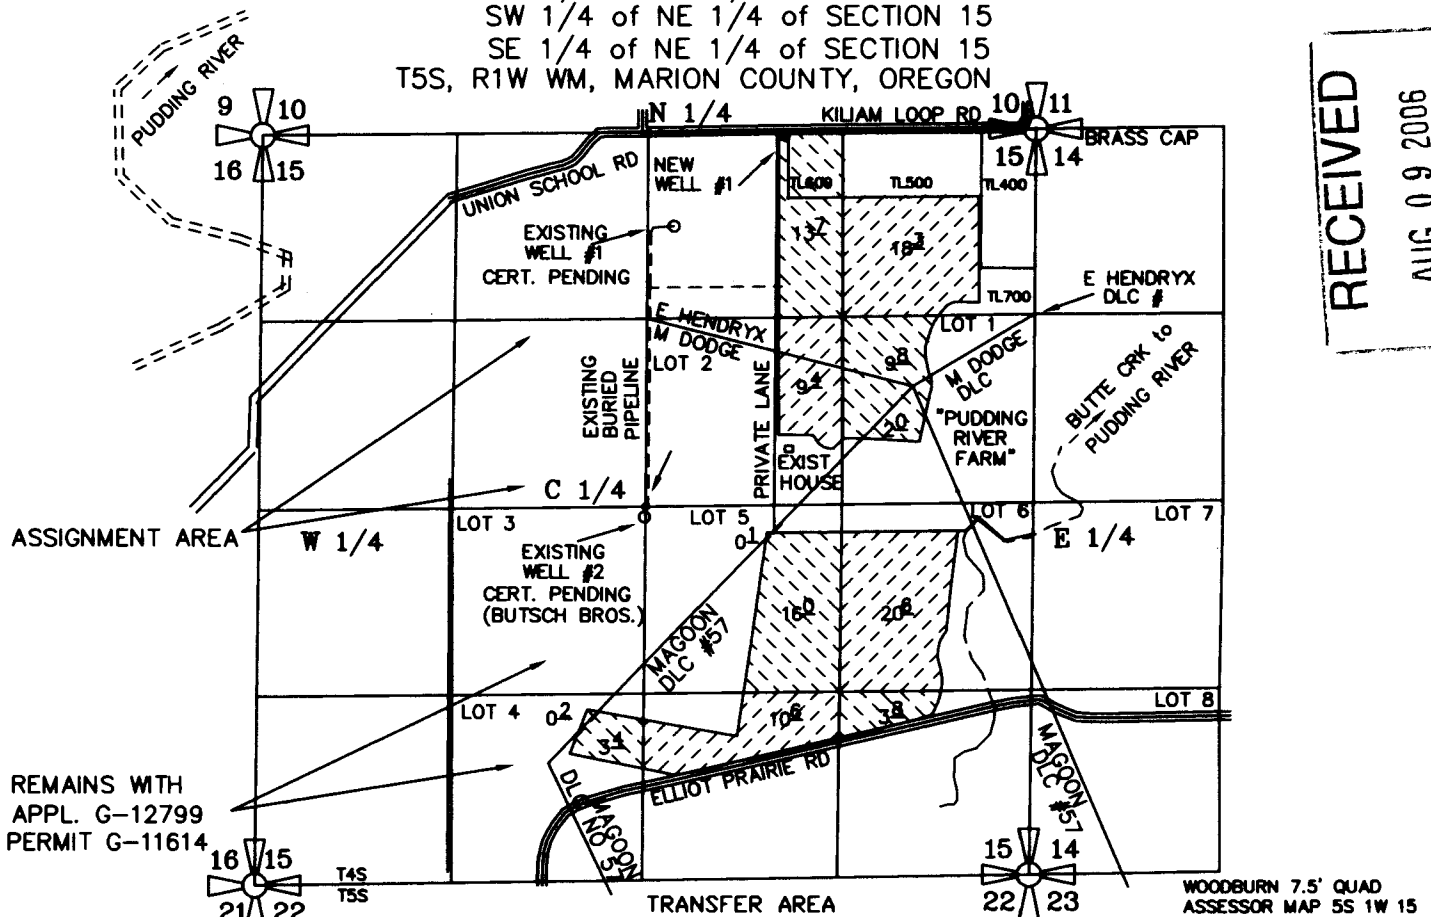 SW 1/4 of NE 1/4 of SECTION 15
SE 1/4 of NE 1/4 of SECTION 15
T5S, R1W WM, MARION COUNTY, OREGON
RECEIVED
AUG 09 2006
PUDDING RIVER
9 10
16 15
N 1/4
KILIAM LOOP RD
10 11
15 14
BRASS CAP
UNION SCHOOL RD
NEW
WELL #1
TL600
TL500
TL400
EXISTING
WELL #1
CERT. PENDING
13 7
18 3
E HENDRYX
DLC #
TL700
LOT 1
E HENDRYX
M DODGE
LOT 2
EXISTING
BURIED
PIPELINE
PRIVATE LANE
9 4
9 8
2 0
M DODGE
DLC
"PUDDING
RIVER
FARM"
BUTTE CRK to
PUDDING RIVER
EXIST
HOUSE
C 1/4
ASSIGNMENT AREA
W 1/4
LOT 3
LOT 5
LOT 6
LOT 7
E 1/4
0 1
EXISTING
WELL #2
CERT. PENDING
(BUTSCH BROS.)
16 0
20 8
MAGOON
DLC #57
LOT 4
0 2
3 4
10 6
3 8
LOT 8
ELLIOT PRAIRIE RD
MAGOON
DLC #57
DLC MAGOON
NO 57
REMAINS WITH
APPL. G-12799
PERMIT G-11614
16 15
21 22
T4S
T5S
TRANSFER AREA
15 14
22 23
WOODBURN 7.5' QUAD
ASSESSOR MAP 5S 1W 15